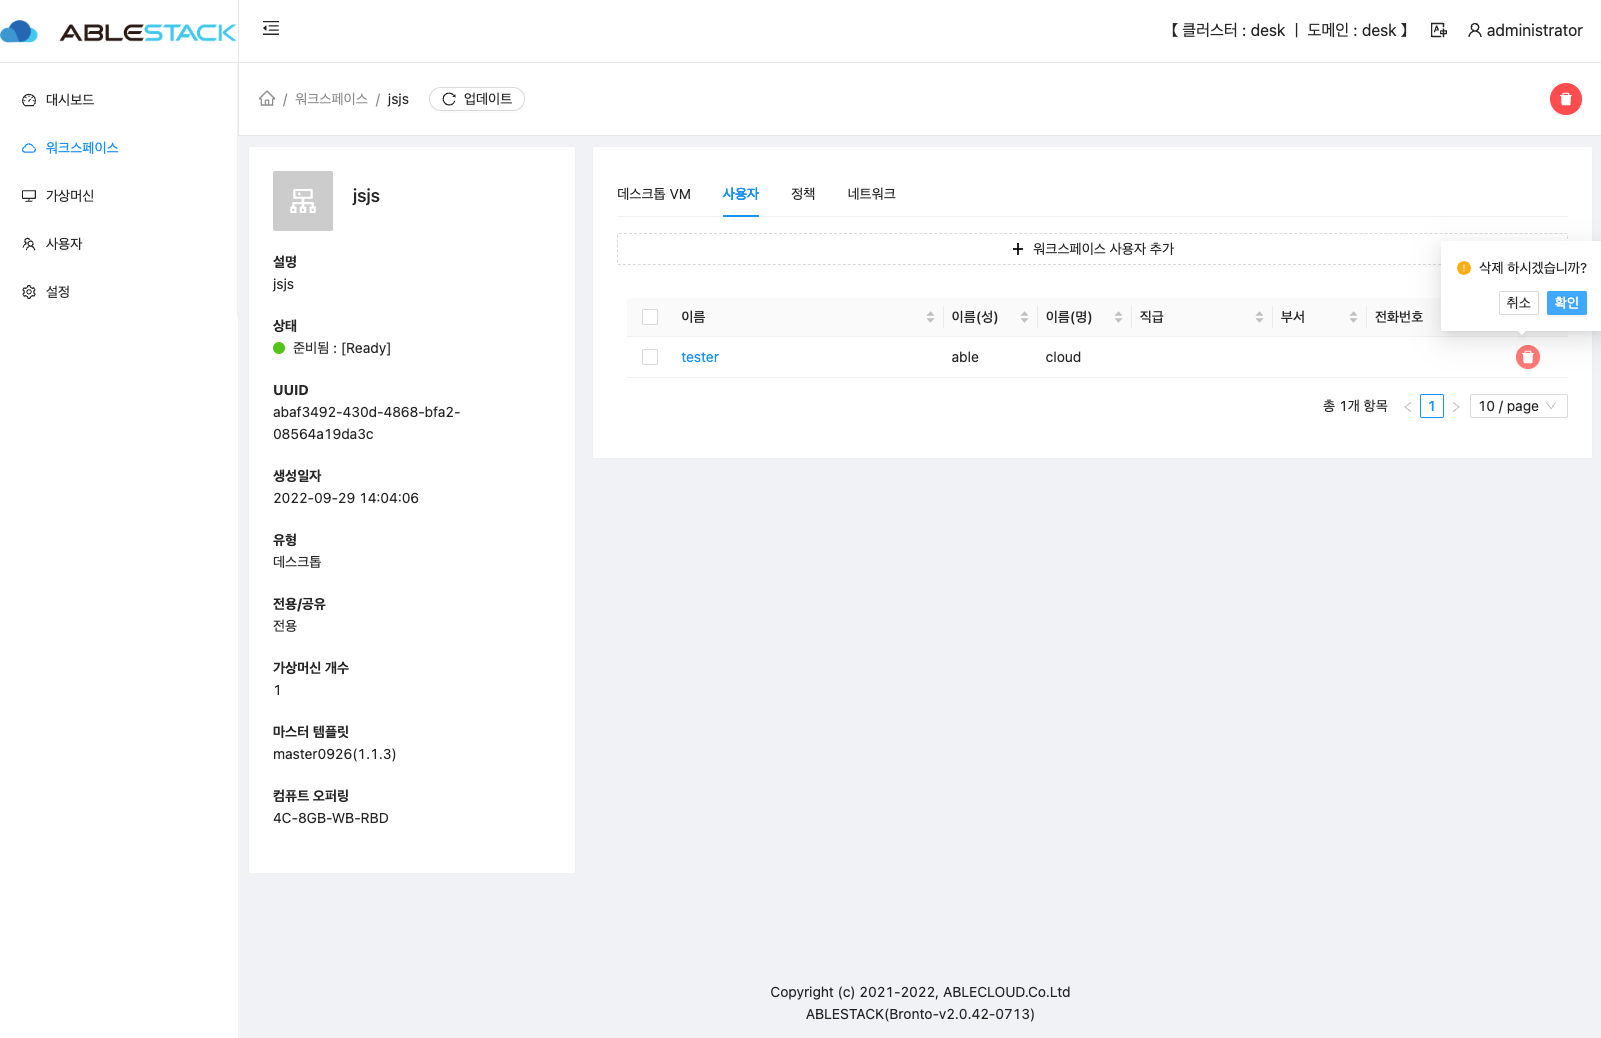 ABLESTACK
【 클러스터 : desk ㅣ 도메인 : desk 】
administrator
대시보드
워크스페이스
가상머신
사용자
설정
/ 워크스페이스 / jsjs
업데이트
jsjs
설명
jsjs
상태
준비됨 : [Ready]
UUID
abaf3492-430d-4868-bfa2-
08564a19da3c
생성일자
2022-09-29 14:04:06
유형
데스크톱
전용/공유
전용
가상머신 개수
1
마스터 템플릿
master0926(1.1.3)
컴퓨트 오퍼링
4C-8GB-WB-RBD
데스크톱 VM 사용자 정책 네트워크
+ 워크스페이스 사용자 추가
삭제 하시겠습니까?
취소 확인
이름 이름(성) 이름(명) 직급 부서 전화번호
tester able cloud
총 1개 항목 < 1 > 10 / page
Copyright (c) 2021-2022, ABLECLOUD.Co.Ltd
ABLESTACK(Bronto-v2.0.42-0713)